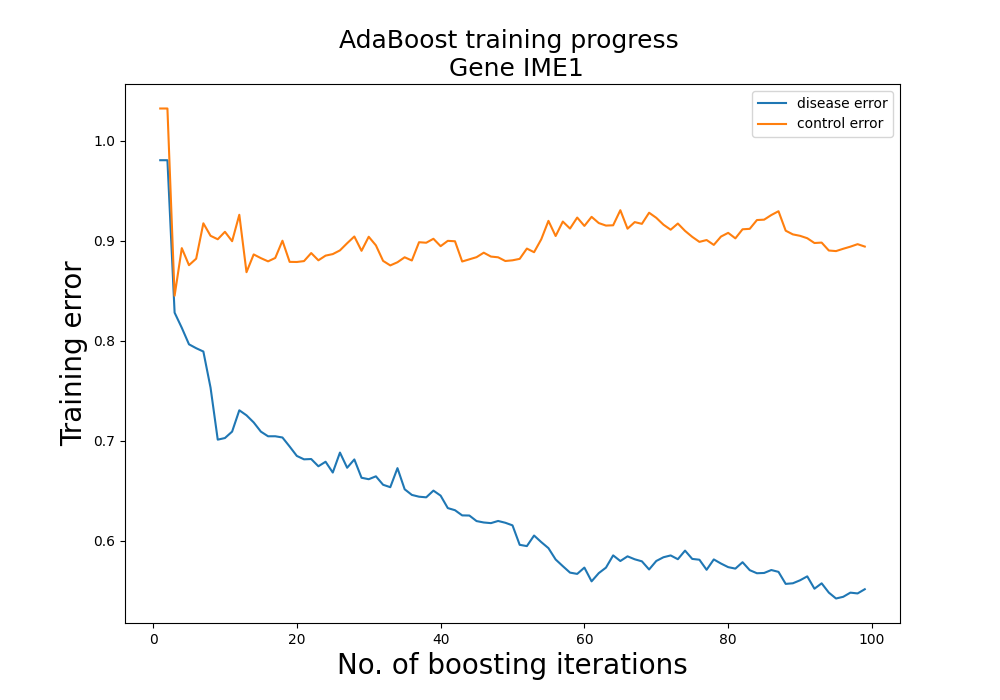 AdaBoost training progress
Gene IME1
disease error
control error
Training error
1.0
0.9
0.8
0.7
0.6
0
20
40
60
80
100
No. of boosting iterations